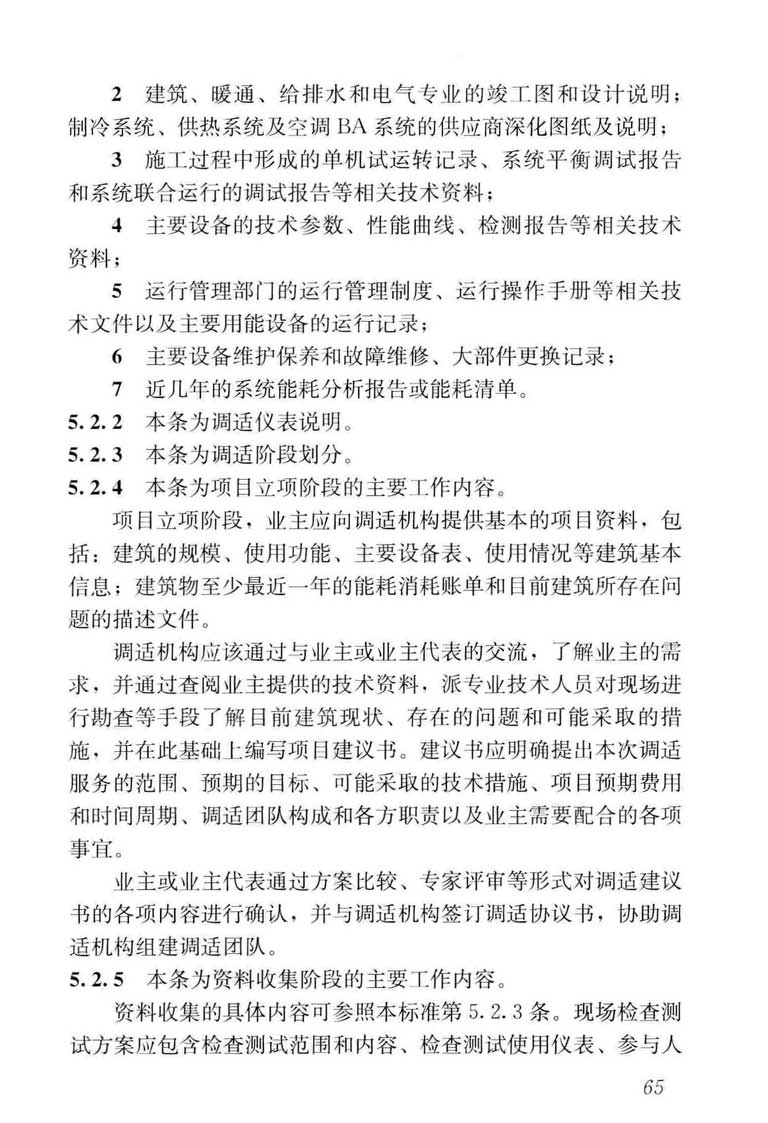 2 建筑、暖通、给排水和电气专业的竣工图和设计说明；
制冷系统、供热系统及空调 BA 系统的供应商深化图纸及说明；
3 施工过程中形成的单机试运转记录、系统平衡调试报告
和系统联合运行的调试报告等相关技术资料；
4 主要设备的技术参数、性能曲线、检测报告等相关技术
资料；
5 运行管理部门的运行管理制度、运行操作手册等相关技
术文件以及主要用能设备的运行记录；
6 主要设备维护保养和故障维修、大部件更换记录；
7 近几年的系统能耗分析报告或能耗清单。
5.2.2 本条为调适仪表说明。
5.2.3 本条为调适阶段划分。
5.2.4 本条为项目立项阶段的主要工作内容。
项目立项阶段，业主应向调适机构提供基本的项目资料，包
括：建筑的规模、使用功能、主要设备表、使用情况等建筑基本
信息；建筑物至少最近一年的能耗消耗账单和目前建筑所存在问
题的描述文件。
调适机构应该通过与业主或业主代表的交流，了解业主的需
求，并通过查阅业主提供的技术资料，派专业技术人员对现场进
行勘查等手段了解目前建筑现状、存在的问题和可能采取的措
施，并在此基础上编写项目建议书。建议书应明确提出本次调适
服务的范围、预期的目标、可能采取的技术措施、项目预期费用
和时间周期、调适团队构成和各方职责以及业主需要配合的各项
事宜。
业主或业主代表通过方案比较、专家评审等形式对调适建议
书的各项内容进行确认，并与调适机构签订调适协议书，协助调
适机构组建调适团队。
5.2.5 本条为资料收集阶段的主要工作内容。
资料收集的具体内容可参照本标准第 5.2.3 条。现场检查测
试方案应包含检查测试范围和内容、检查测试使用仪表、参与人
65